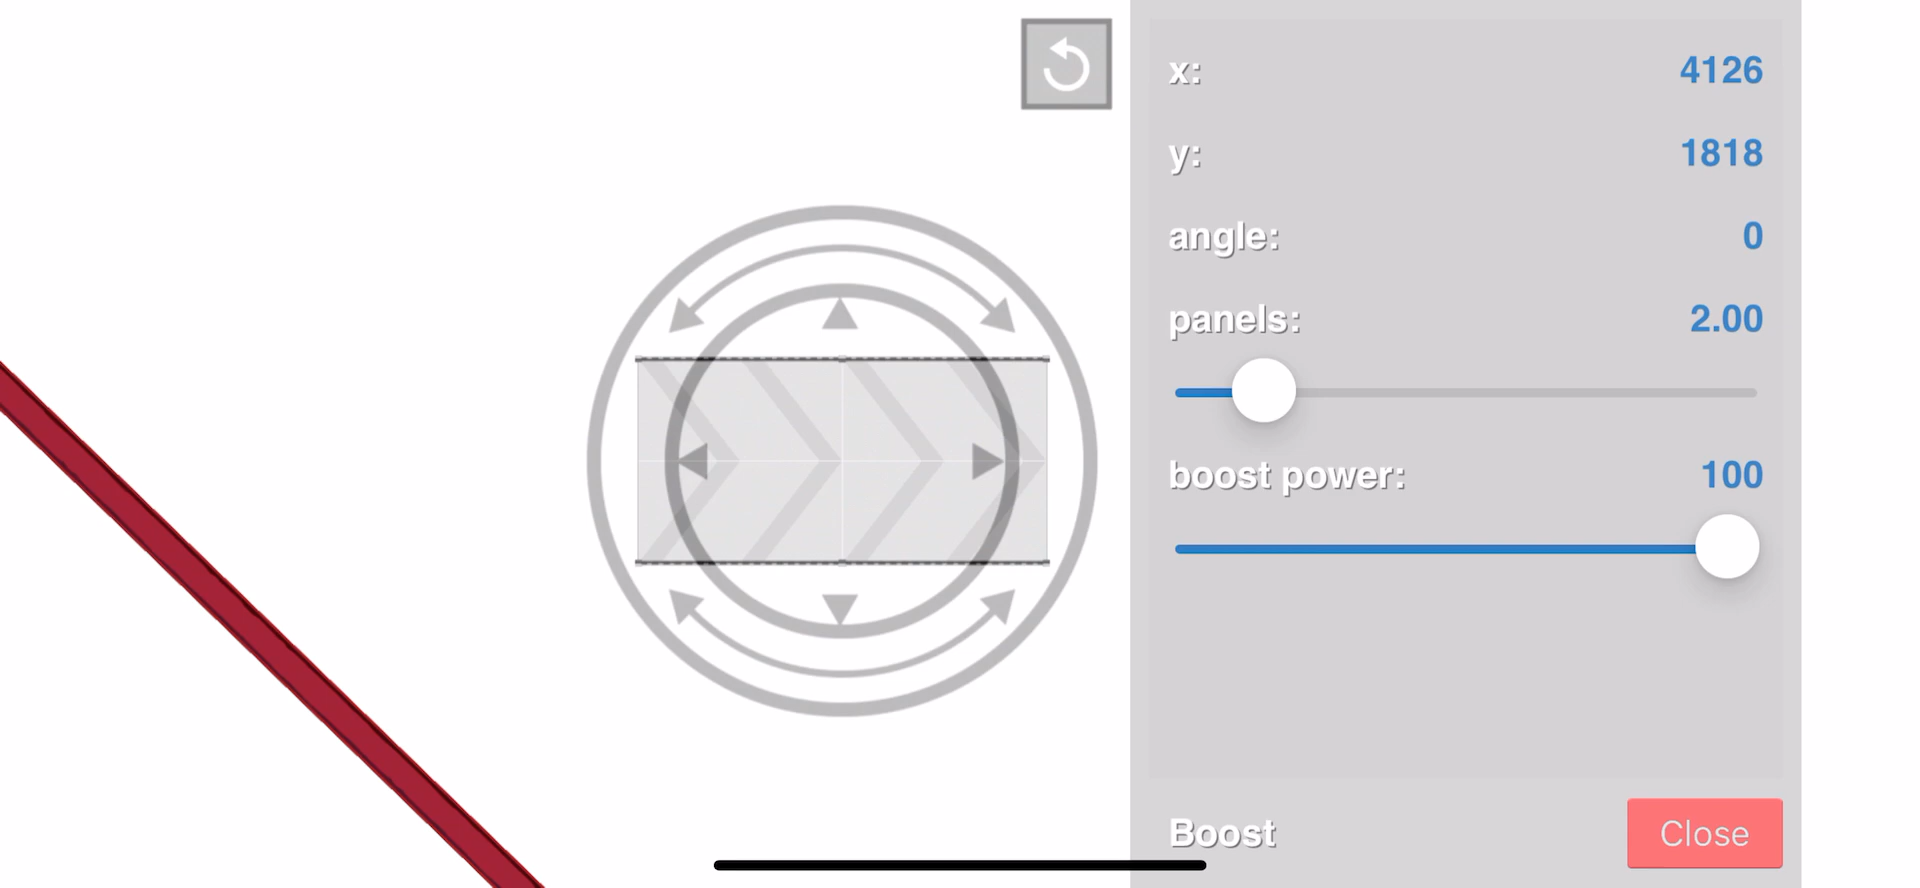 x: 4126
y: 1818
angle: 0
panels: 2.00
boost power: 100
Boost Close